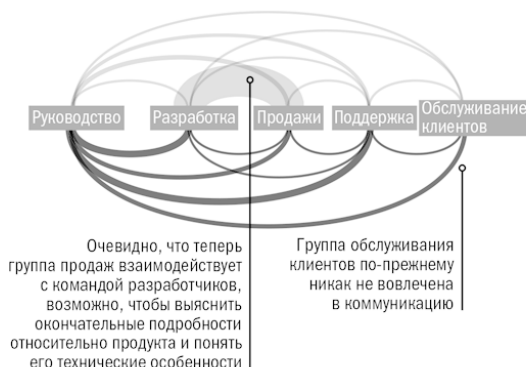 Руководство
Разработка
Продажи
Поддержка
Обслуживание
клиентов
Очевидно, что теперь
группа продаж взаимодействует
с командой разработчиков,
возможно, чтобы выяснить
окончательные подробности
относительно продукта и понять
его технические особенности
Группа обслуживания
клиентов по-прежнему
никак не вовлечена
в коммуникацию